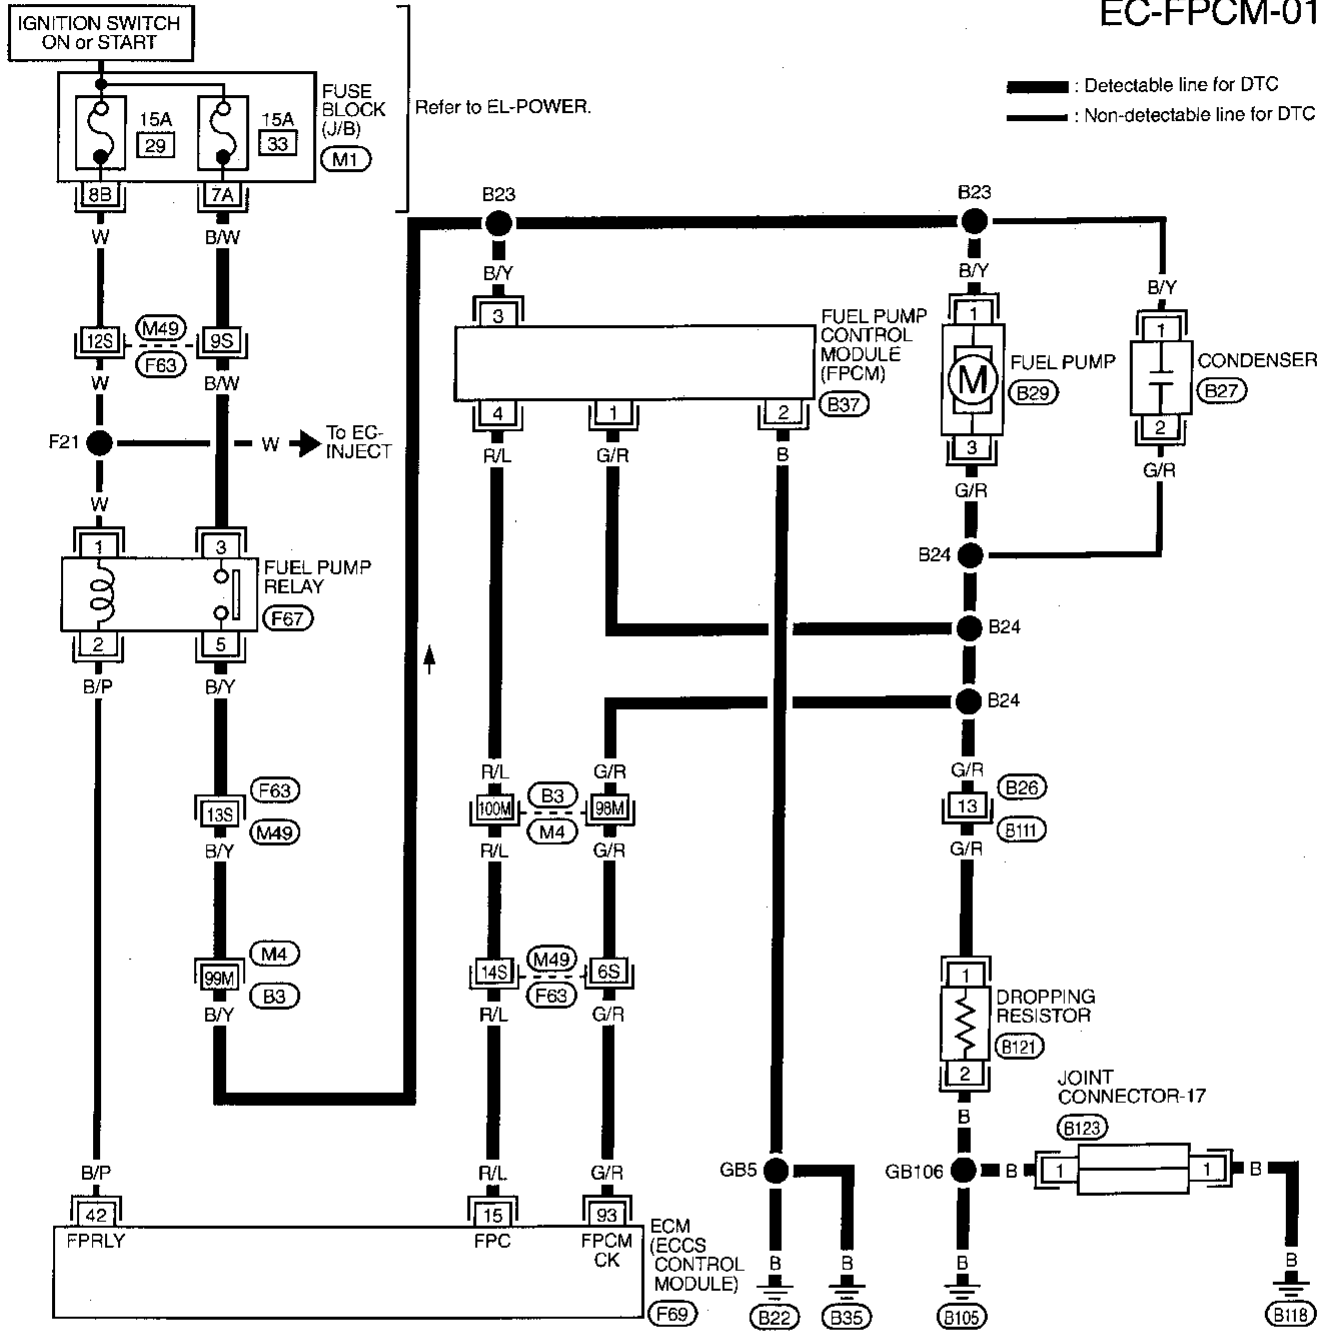 EC-FPCM-01
IGNITION SWITCH
ON or START
FUSE
BLOCK
(J/B)
M1
Refer to EL-POWER.
: Detectable line for DTC
: Non-detectable line for DTC
15A
29
15A
33
8B
7A
W
B/W
B23
B23
B/Y
B/Y
B/Y
12S
M49
F63
9S
W
B/W
3
1
1
FUEL PUMP
CONTROL
MODULE
(FPCM)
B37
M
FUEL PUMP
B29
CONDENSER
B27
F21
W
To EC-
INJECT
4
1
2
3
2
R/L
G/R
B
G/R
G/R
W
1
3
B24
FUEL PUMP
RELAY
F67
2
5
B24
B/P
B/Y
B24
R/L
G/R
G/R
F63
13S
M49
100M
B3
M4
98M
13
B26
B111
B/Y
R/L
G/R
G/R
M4
99M
B3
14S
M49
F63
6S
1
DROPPING
RESISTOR
B121
2
B/Y
R/L
G/R
JOINT
CONNECTOR-17
B123
B
B/P
R/L
G/R
GB5
GB106
B
1
1
B
42
15
93
FPRLY
FPC
FPCM
CK
ECM
(ECCS
CONTROL
MODULE)
F69
B
B
B
B
B22
B35
B105
B118